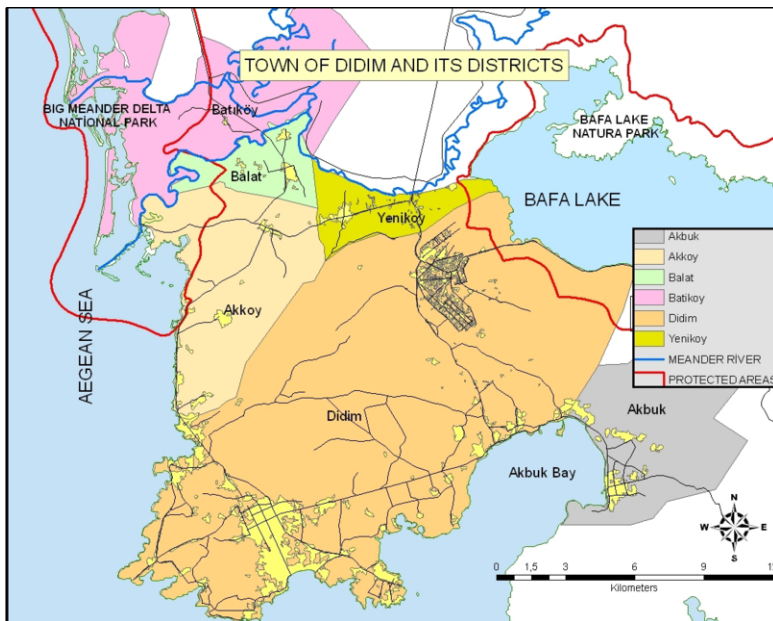 TOWN OF DIDIM AND ITS DISTRICTS
BIG MEANDER DELTA
NATIONAL PARK
Batıköy
BAFA LAKE
NATURA PARK
Balat
BAFA LAKE
Yenikoy
Akbuk
Akkoy
Balat
Batikoy
Didim
Yenikoy
MEANDER RIVER
PROTECTED AREAS
AEGEAN SEA
Akkoy
Didim
Akbuk
Akbuk Bay
N
W
E
S
0 1,5 3 6 9
Kilometers